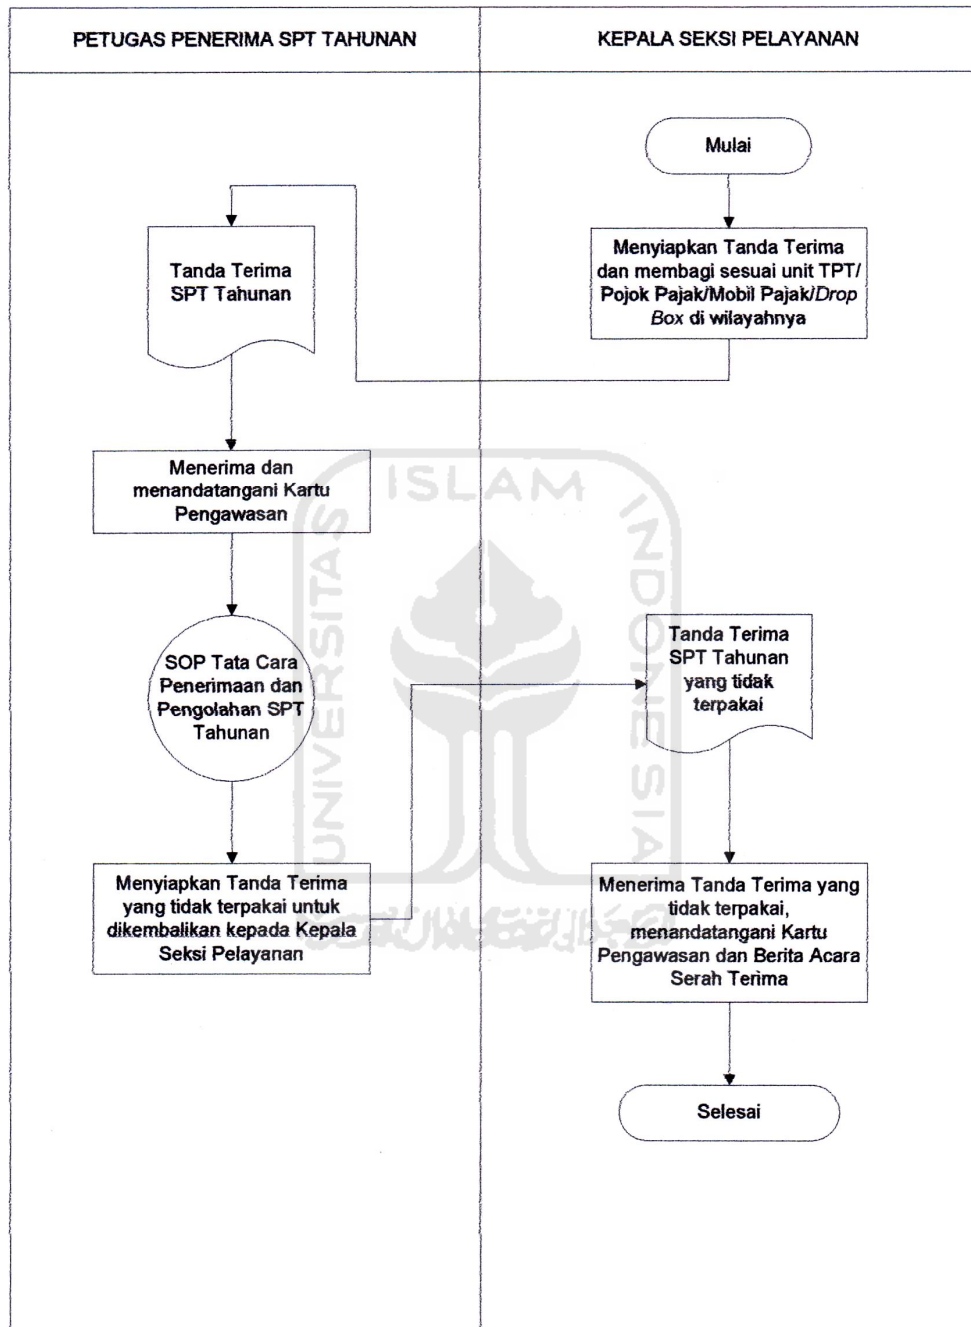 PETUGAS PENERIMA SPT TAHUNAN
KEPALA SEKSI PELAYANAN
Mulai
Menyiapkan Tanda Terima
dan membagi sesuai unit TPT/
Pojok Pajak/Mobil Pajak/Drop
Box di wilayahnya
Tanda Terima
SPT Tahunan
Menerima dan
menandatangani Kartu
Pengawasan
SOP Tata Cara
Penerimaan dan
Pengolahan SPT
Tahunan
Menyiapkan Tanda Terima
yang tidak terpakai untuk
dikembalikan kepada Kepala
Seksi Pelayanan
Tanda Terima
SPT Tahunan
yang tidak
terpakai
Menerima Tanda Terima yang
tidak terpakai,
menandatangani Kartu
Pengawasan dan Berita Acara
Serah Terima
Selesai
UNIVERSITAS
ISLAM
INDONESIA